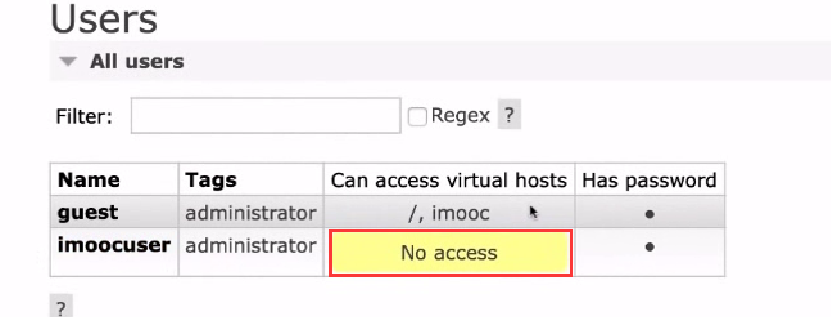 Users
All users
Filter: Regex ?
Name Tags Can access virtual hosts Has password
guest administrator /, imooc •
imoocuser administrator No access •
?